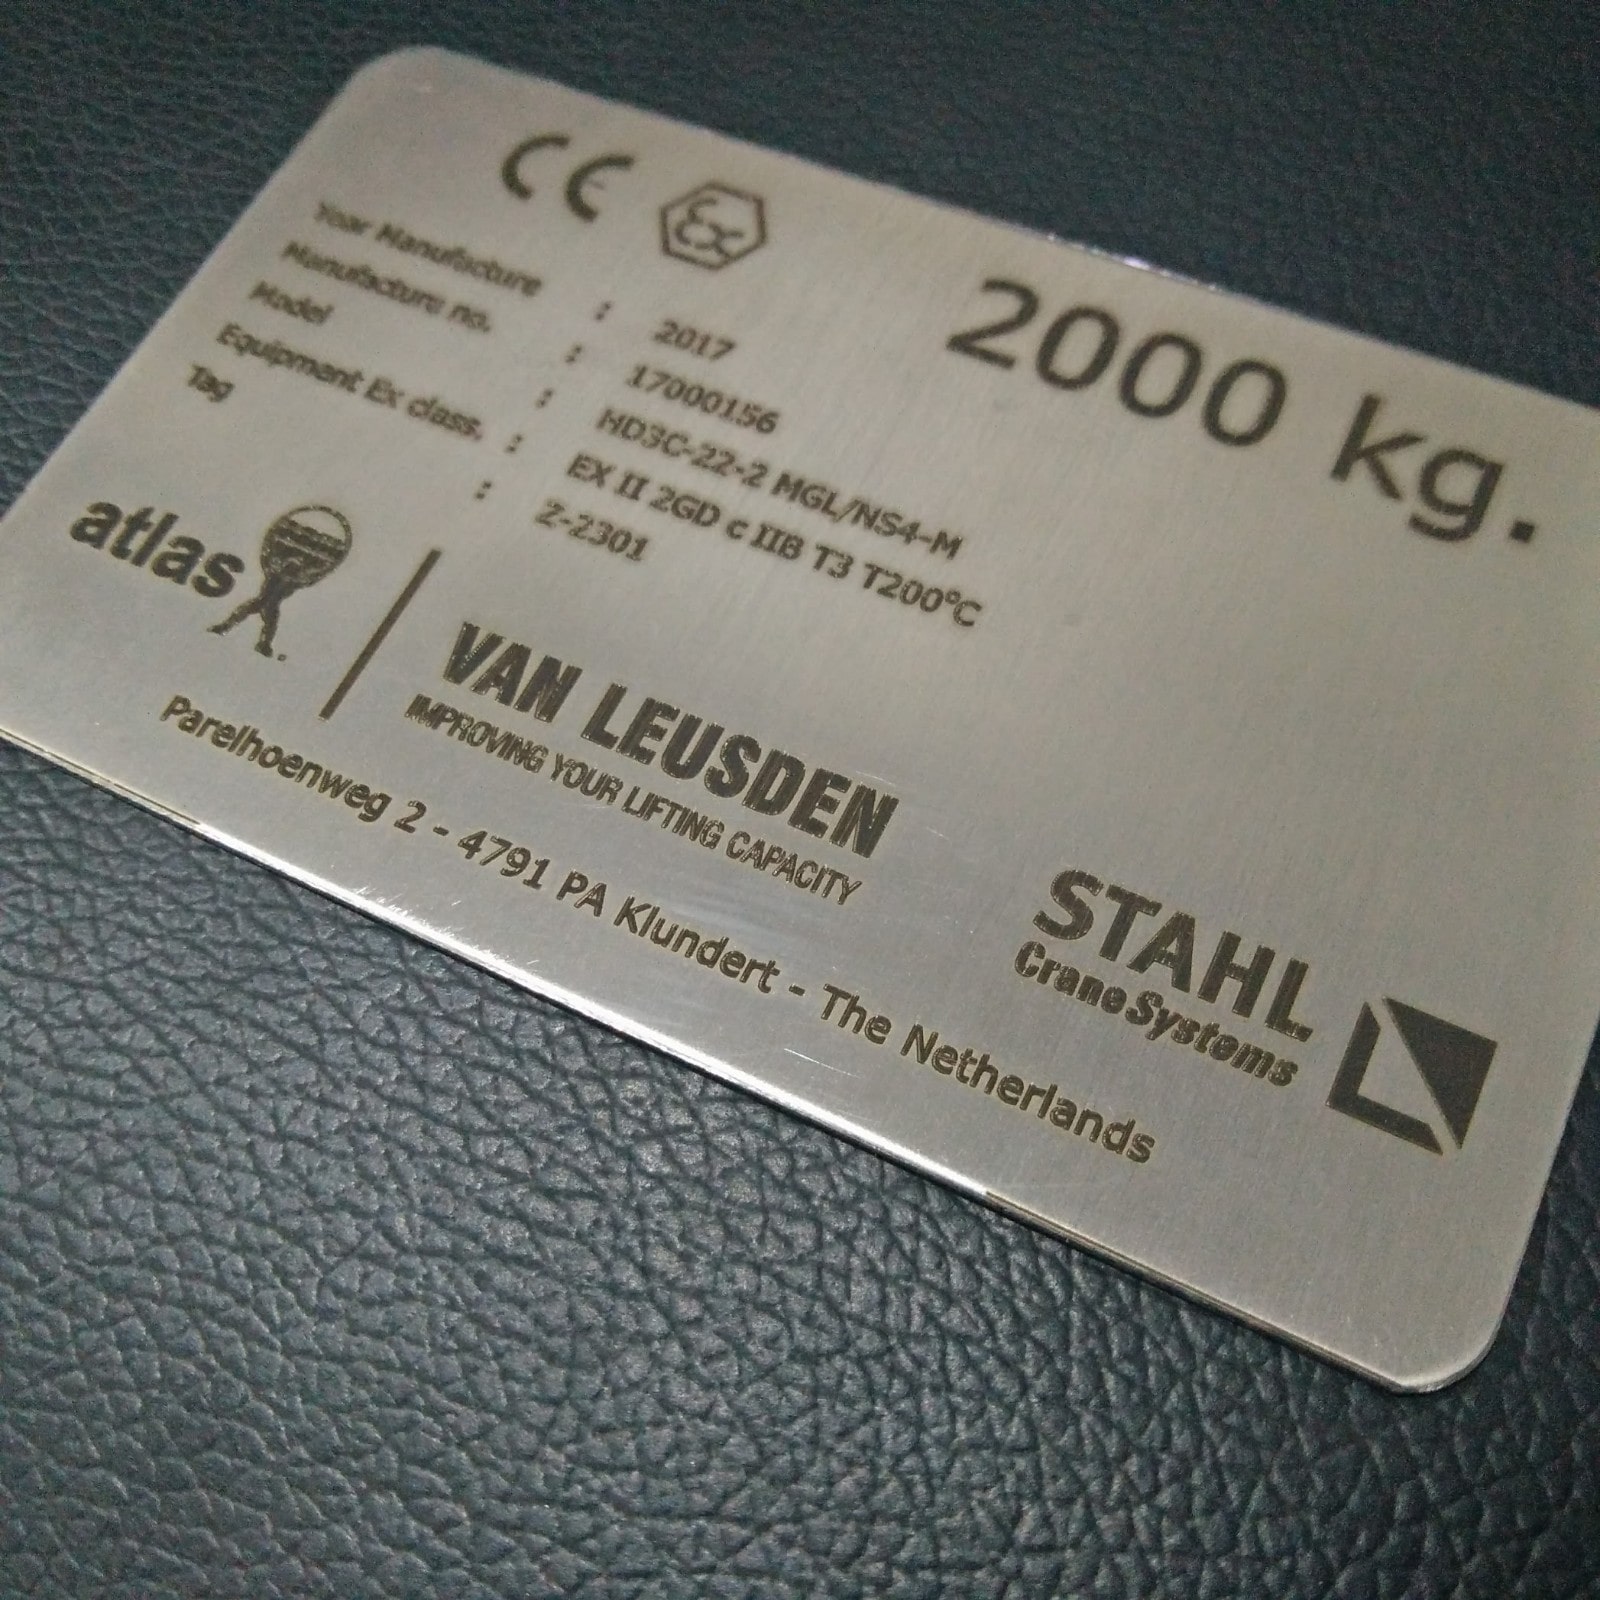 CE Ex
2000 kg.
Year Manufacture : 2017
Manufacture no. : 17000156
Model : HD3C-22-2 MGL/NS4-M
Equipment Ex class. : EX II 2GD c IIB T3 T200°C
Tag : Z-2301
atlas
VAN LEUSDEN
IMPROVING YOUR LIFTING CAPACITY
STAHL
CraneSystems
Parelhoenweg 2 - 4791 PA Klundert - The Netherlands